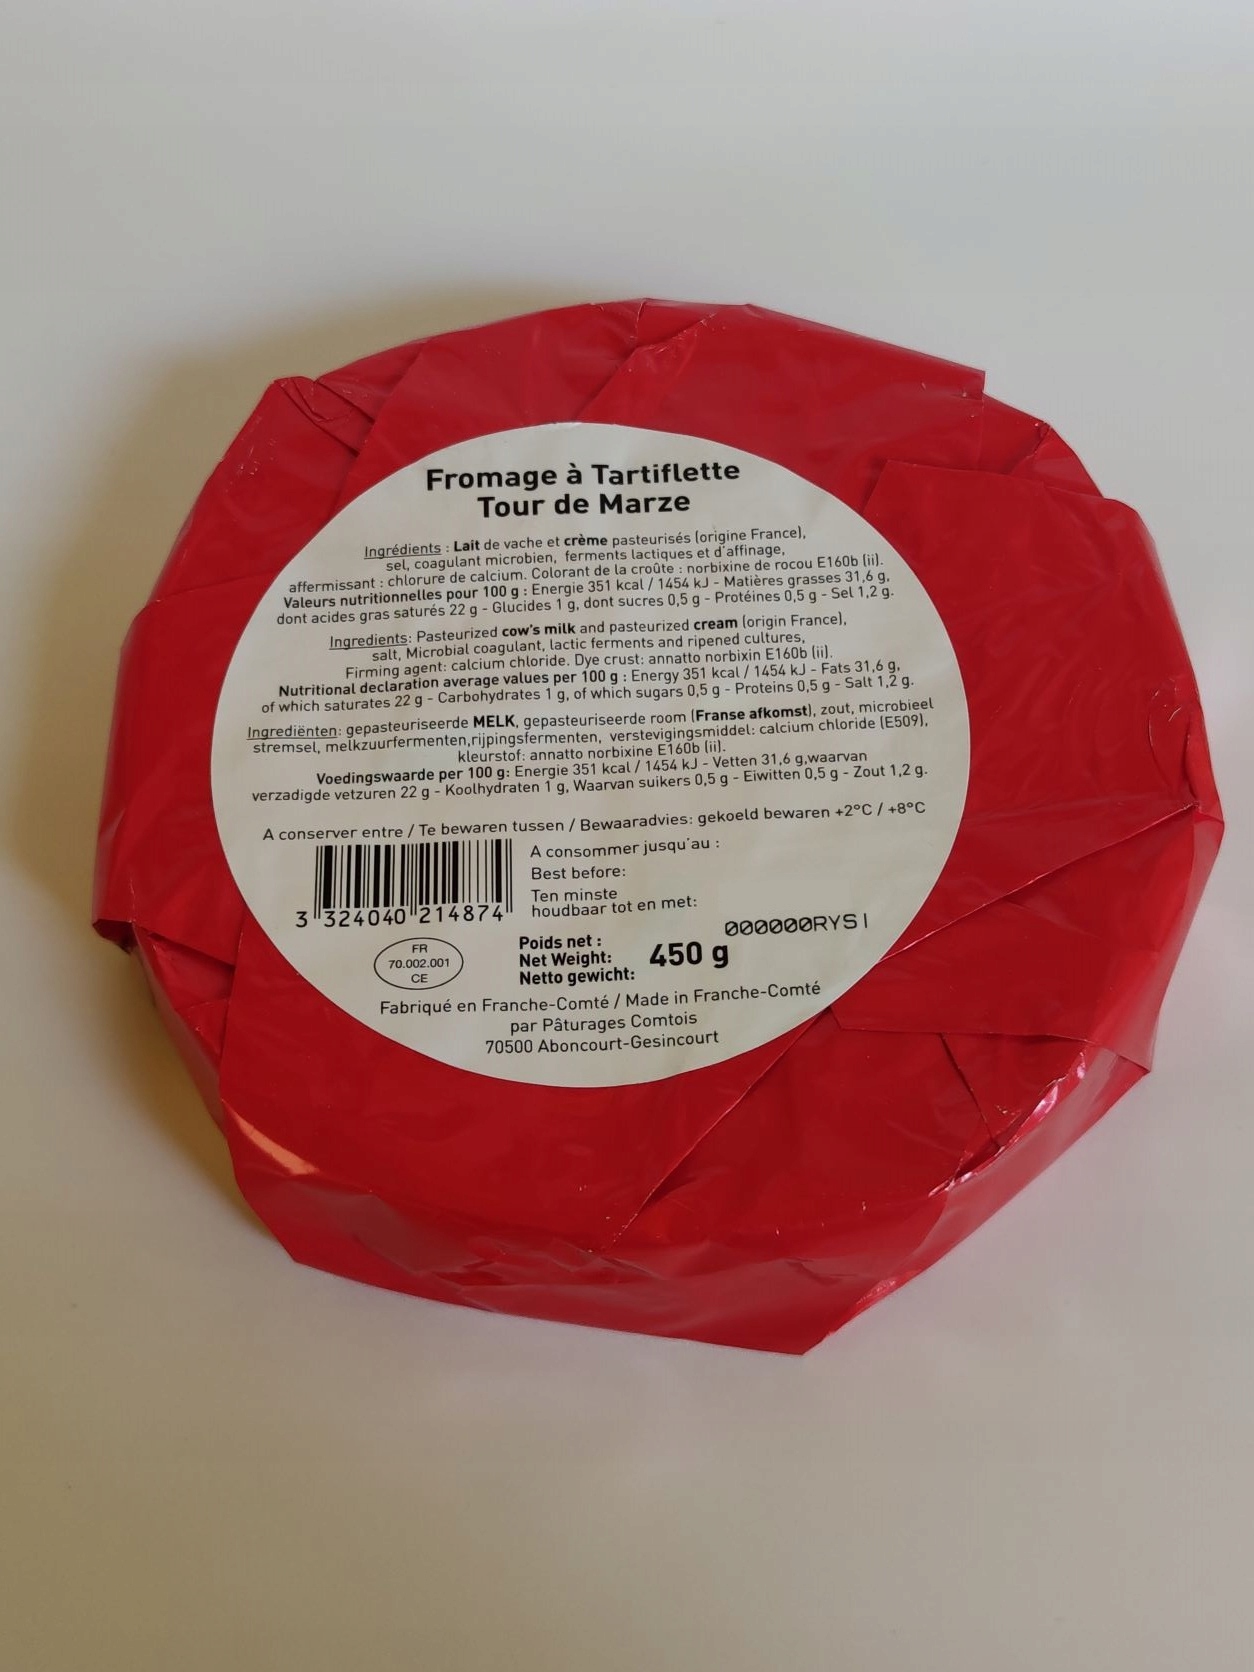 Fromage à Tartiflette
Tour de Marze
Ingrédients : Lait de vache et crème pasteurisés (origine France),
sel, coagulant microbien, ferments lactiques et d'affinage,
affermissant : chlorure de calcium. Colorant de la croûte : norbixine de rocou E160b (ii).
Valeurs nutritionnelles pour 100 g : Energie 351 kcal / 1454 kJ - Matières grasses 31,6 g,
dont acides gras saturés 22 g - Glucides 1 g, dont sucres 0,5 g - Protéines 0,5 g - Sel 1,2 g.
Ingredients: Pasteurized cow's milk and pasteurized cream (origin France),
salt, Microbial coagulant, lactic ferments and ripened cultures,
Firming agent: calcium chloride. Dye crust: annatto norbixin E160b (ii).
Nutritional declaration average values per 100 g : Energy 351 kcal / 1454 kJ - Fats 31,6 g,
of which saturates 22 g - Carbohydrates 1 g, of which sugars 0,5 g - Proteins 0,5 g - Salt 1,2 g.
Ingrediënten: gepasteuriseerde MELK, gepasteuriseerde room (Franse afkomst), zout, microbieel
stremsel, melkzuurfermenten,rijpingsfermenten, verstevigingsmiddel: calcium chloride (E509),
kleurstof: annatto norbixine E160b (ii).
Voedingswaarde per 100 g: Energie 351 kcal / 1454 kJ - Vetten 31,6 g,waarvan
verzadigde vetzuren 22 g - Koolhydraten 1 g, Waarvan suikers 0,5 g - Eiwitten 0,5 g - Zout 1,2 g.
A conserver entre / Te bewaren tussen / Bewaaradvies: gekoeld bewaren +2°C / +8°C
A consommer jusqu'au :
Best before:
Ten minste
houdbaar tot en met:
3 324040 214874
000000RYS I
FR
70.002.001
CE
Poids net :
Net Weight:
Netto gewicht:
450 g
Fabriqué en Franche-Comté / Made in Franche-Comté
par Pâturages Comtois
70500 Aboncourt-Gesincourt